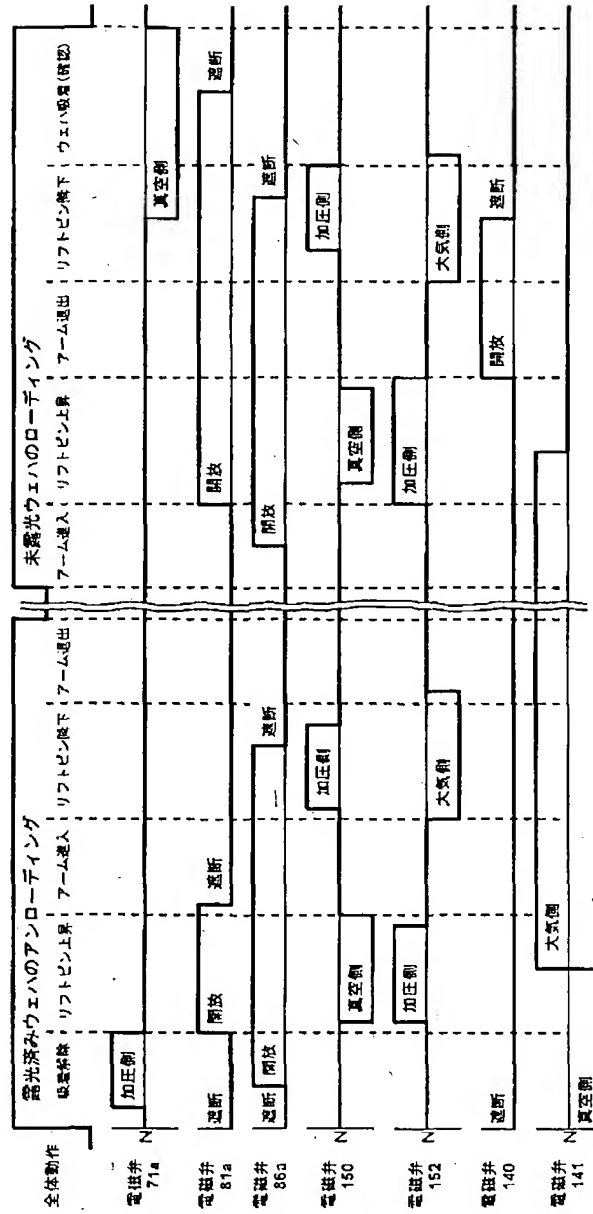 全体動作
露光済みウェハのアンローディング
未露光ウェハのローディング
吸着解除
リフトピン上昇
アーム進入
リフトピン降下
アーム退出
アーム進入
リフトピン上昇
アーム退出
リフトピン降下
ウェハ吸着(確認)
電磁弁
71a
N
加圧側
真空側
電磁弁
81a
遮断
開放
遮断
開放
遮断
電磁弁
86a
遮断
開放
遮断
開放
遮断
電磁弁
150
N
真空側
加圧側
真空側
加圧側
電磁弁
152
N
加圧側
大気側
加圧側
大気側
電磁弁
140
遮断
開放
遮断
電磁弁
141
N
真空側
大気側